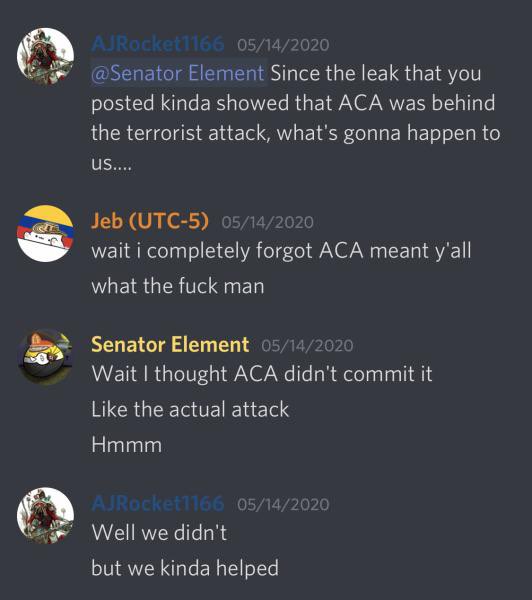 AJRocket1166 05/14/2020
@Senator Element Since the leak that you
posted kinda showed that ACA was behind
the terrorist attack, what's gonna happen to
us....
Jeb (UTC-5) 05/14/2020
wait i completely forgot ACA meant y'all
what the fuck man
Senator Element 05/14/2020
Wait I thought ACA didn't commit it
Like the actual attack
Hmmm
AJRocket1166 05/14/2020
Well we didn't
but we kinda helped